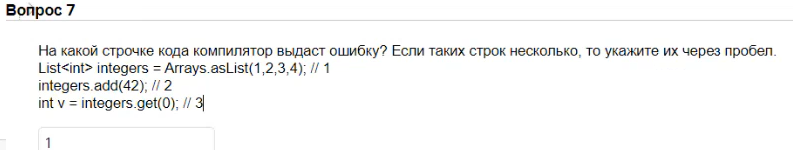 Вопрос 7
На какой строчке кода компилятор выдаст ошибку? Если таких строк несколько, то укажите их через пробел.
List<int> integers = Arrays.asList(1,2,3,4); // 1
integers.add(42); // 2
int v = integers.get(0); // 3
1